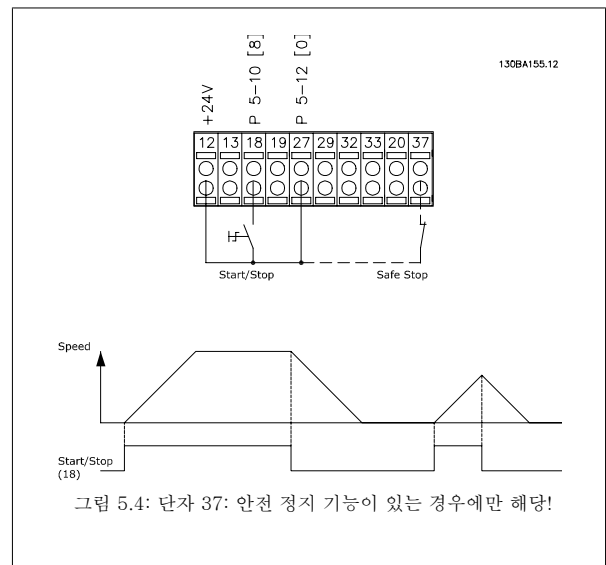 130BA155.12
+24V
P 5-10 [8]
P 5-12 [0]
12 13 18 19 27 29 32 33 20 37
Start/Stop
Safe Stop
Speed
Start/Stop
(18)
그림 5.4: 단자 37: 안전 정지 기능이 있는 경우에만 해당!